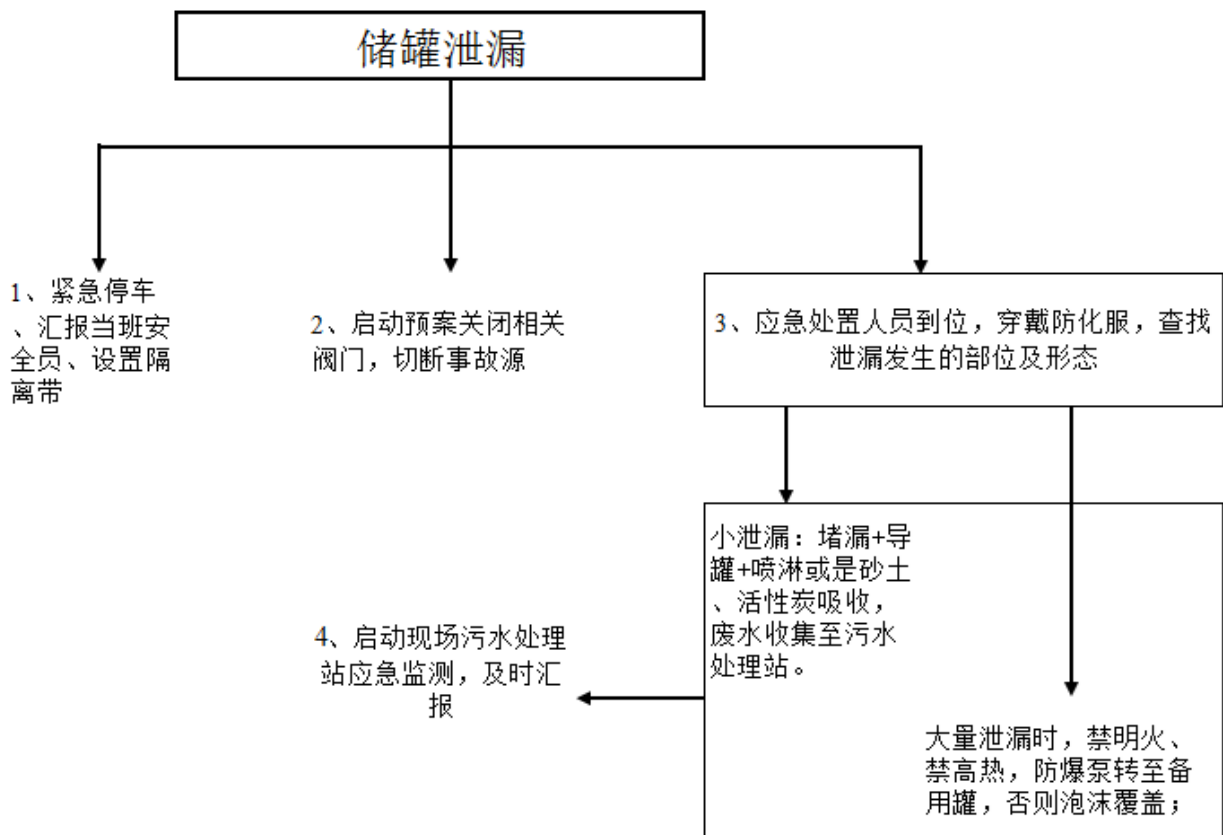 储罐泄漏
1、紧急停车
、汇报当班安
全员、设置隔
离带
2、启动预案关闭相关
阀门，切断事故源
3、应急处置人员到位，穿戴防化服，查找
泄漏发生的部位及形态
小泄漏：堵漏+导
罐+喷淋或是砂土
、活性炭吸收，
废水收集至污水
处理站。
4、启动现场污水处理
站应急监测，及时汇
报
大量泄漏时，禁明火、
禁高热，防爆泵转至备
用罐，否则泡沫覆盖；